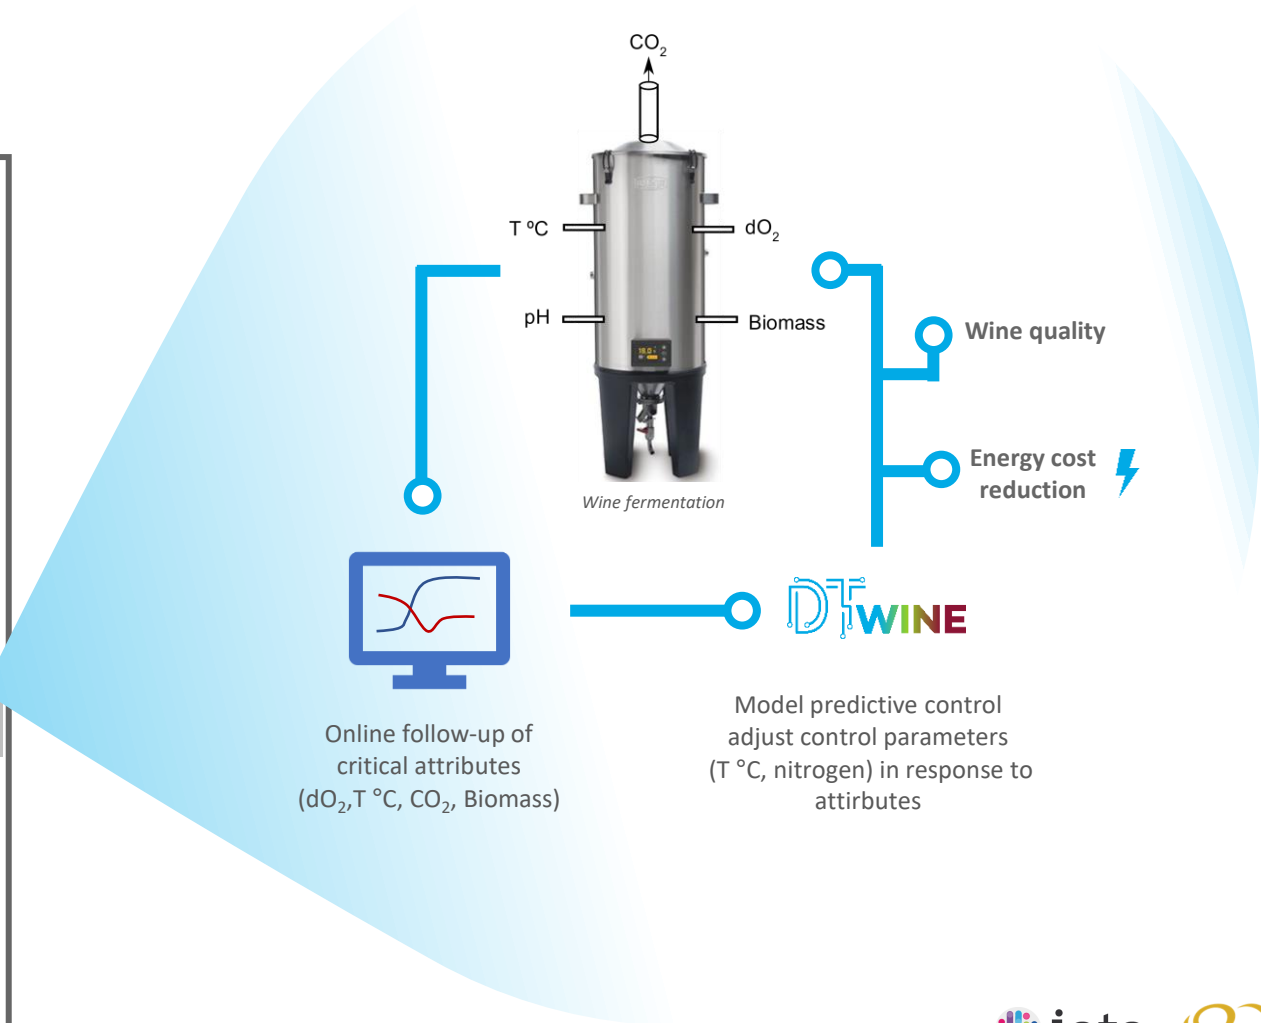 CO2
T ºC
dO2
pH
Biomass
Wine fermentation
Wine quality
Energy cost
reduction
DTWINE
Online follow-up of
critical attributes
(dO2,T °C, CO2, Biomass)
Model predictive control
adjust control parameters
(T °C, nitrogen) in response to
attirbutes